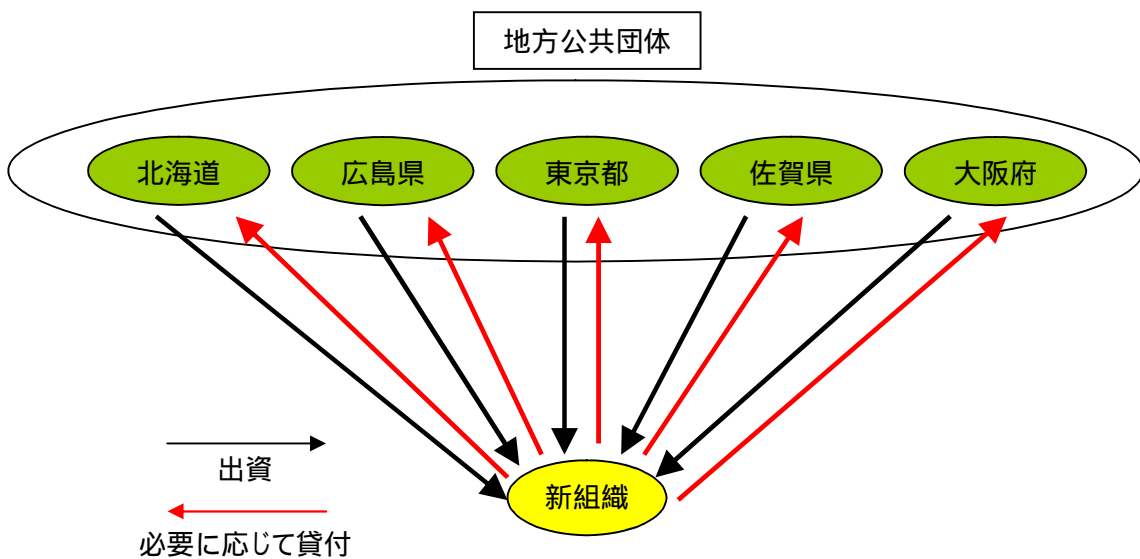 地方公共団体
北海道
広島県
東京都
佐賀県
大阪府
出資
新組織
必要に応じて貸付